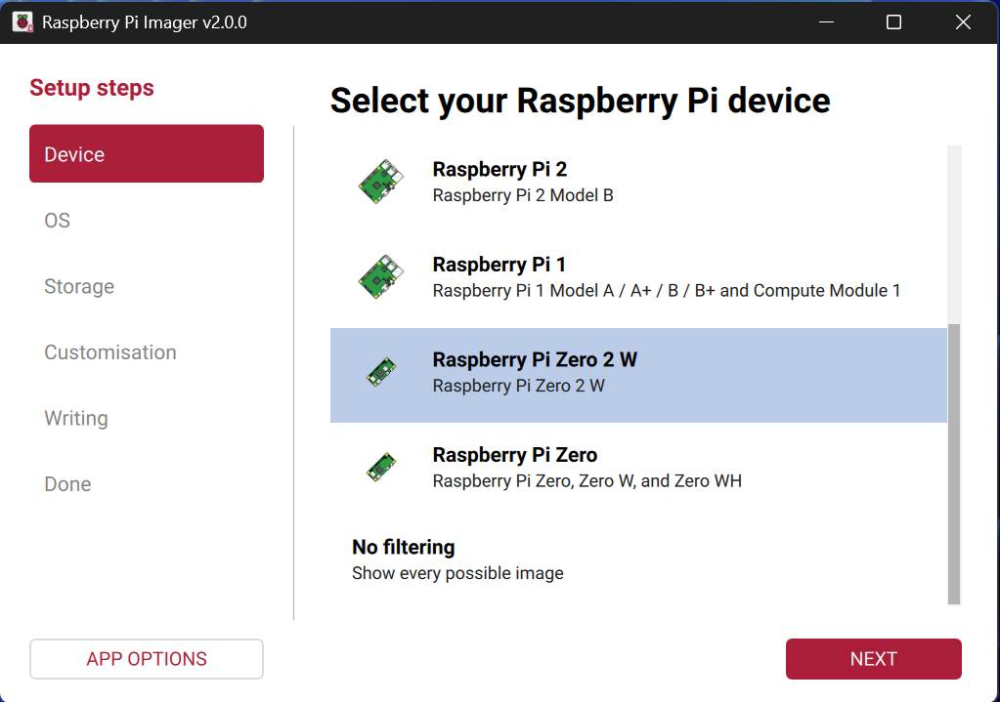 Raspberry Pi Imager v2.0.0
Setup steps
Device
OS
Storage
Customisation
Writing
Done
APP OPTIONS
Select your Raspberry Pi device
Raspberry Pi 2
Raspberry Pi 2 Model B
Raspberry Pi 1
Raspberry Pi 1 Model A / A+ / B / B+ and Compute Module 1
Raspberry Pi Zero 2 W
Raspberry Pi Zero 2 W
Raspberry Pi Zero
Raspberry Pi Zero, Zero W, and Zero WH
No filtering
Show every possible image
NEXT